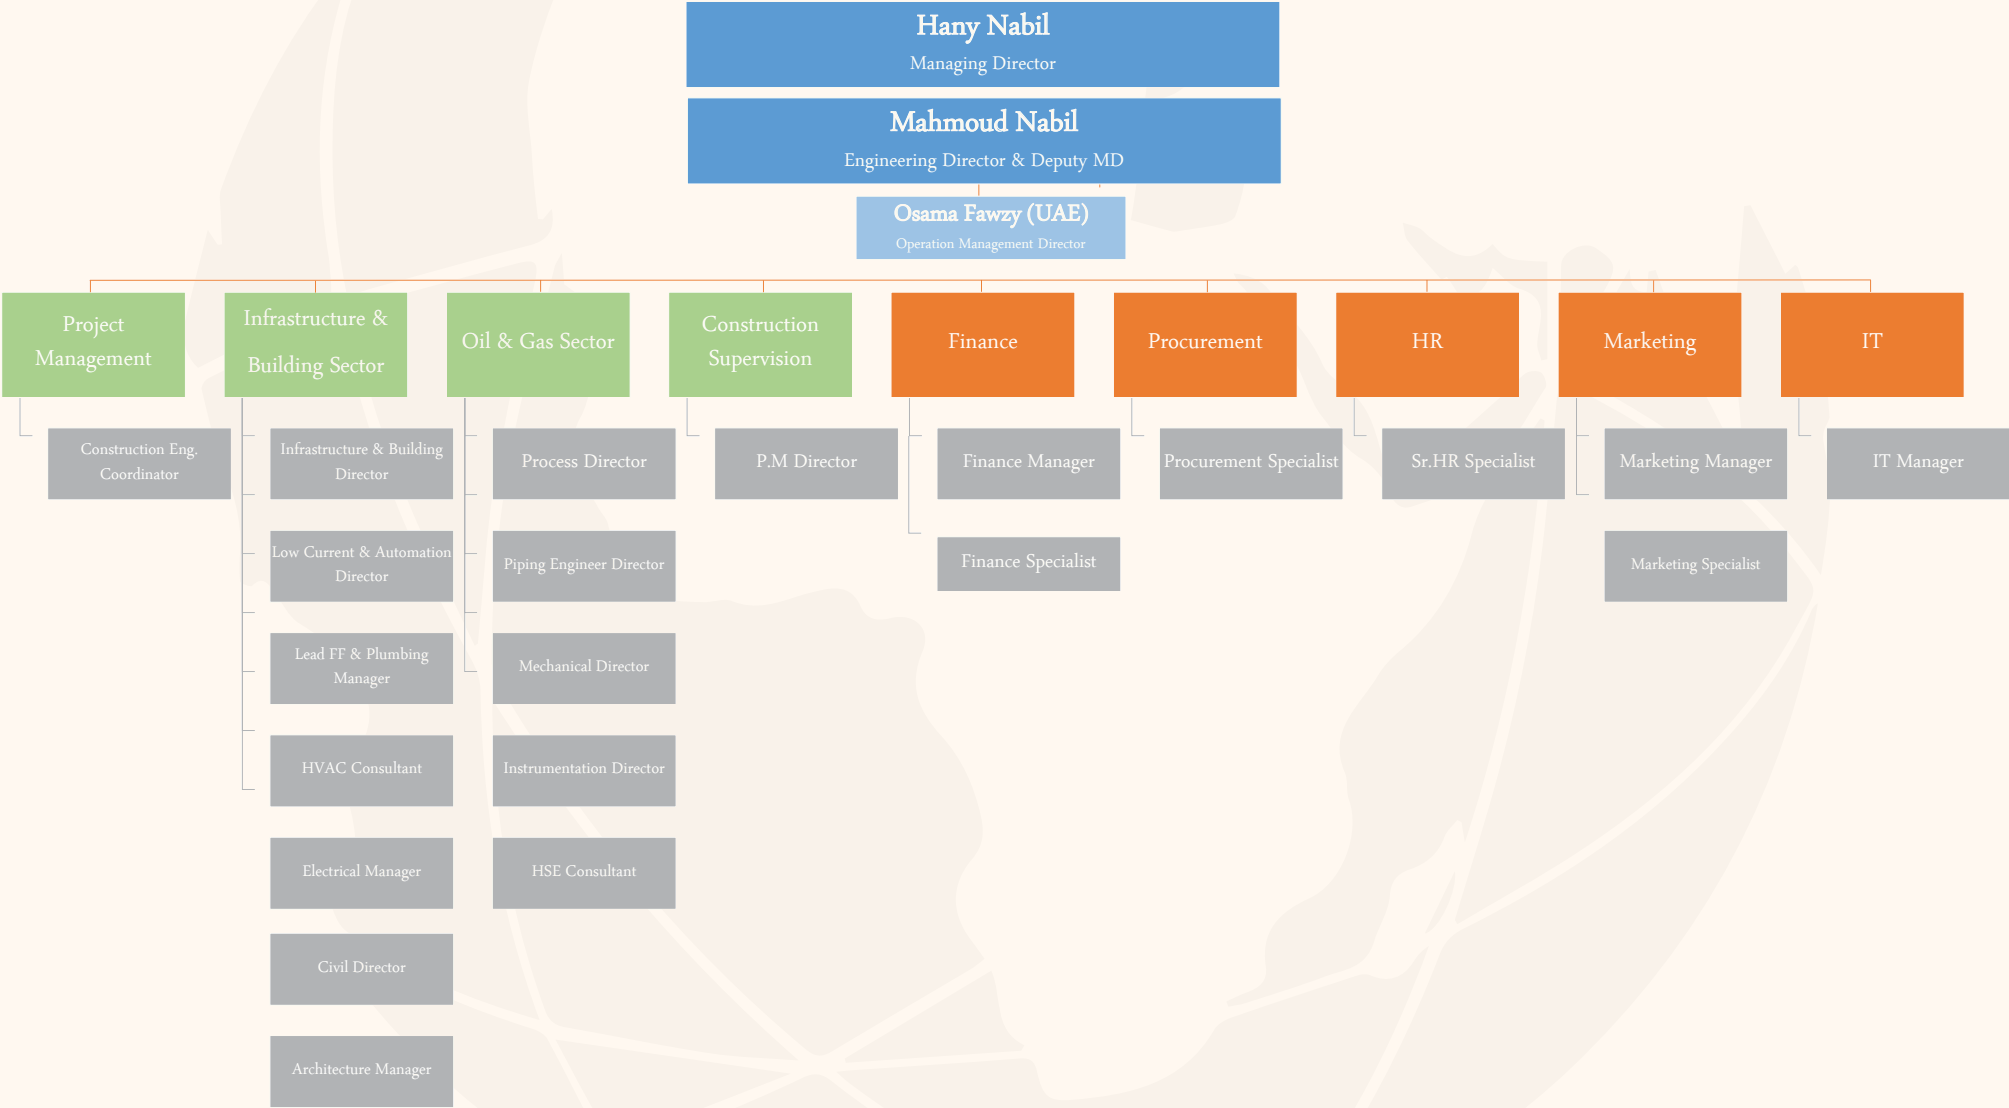 Hany Nabil
Managing Director
Mahmoud Nabil
Engineering Director & Deputy MD
Osama Fawzy (UAE)
Operation Management Director
Project
Management
Infrastructure &
Building Sector
Oil & Gas Sector
Construction
Supervision
Finance
Procurement
HR
Marketing
IT
Construction Eng.
Coordinator
Infrastructure & Building
Director
Low Current & Automation
Director
Lead FF & Plumbing
Manager
HVAC Consultant
Electrical Manager
Civil Director
Architecture Manager
Process Director
Piping Engineer Director
Mechanical Director
Instrumentation Director
HSE Consultant
P.M Director
Finance Manager
Finance Specialist
Procurement Specialist
Sr.HR Specialist
Marketing Manager
Marketing Specialist
IT Manager